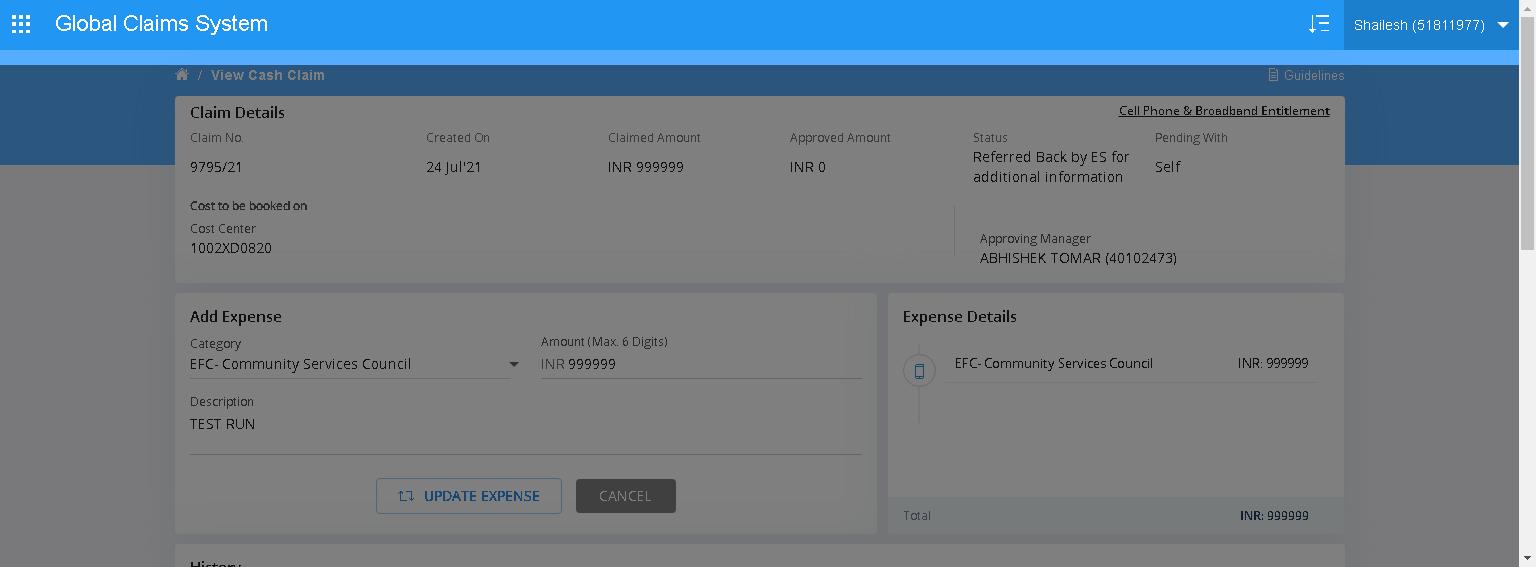 Global Claims System
Shailesh (51811977)
/ View Cash Claim
Guidelines
Claim Details
Cell Phone & Broadband Entitlement
Claim No.
Created On
Claimed Amount
Approved Amount
Status
Pending With
9795/21
24 Jul'21
INR 999999
INR 0
Referred Back by ES for
additional information
Self
Cost to be booked on
Cost Center
1002XD0820
Approving Manager
ABHISHEK TOMAR (40102473)
Add Expense
Category
EFC- Community Services Council
Amount (Max. 6 Digits)
INR 999999
Description
TEST RUN
UPDATE EXPENSE
CANCEL
Expense Details
EFC- Community Services Council
INR: 999999
Total
INR: 999999
History